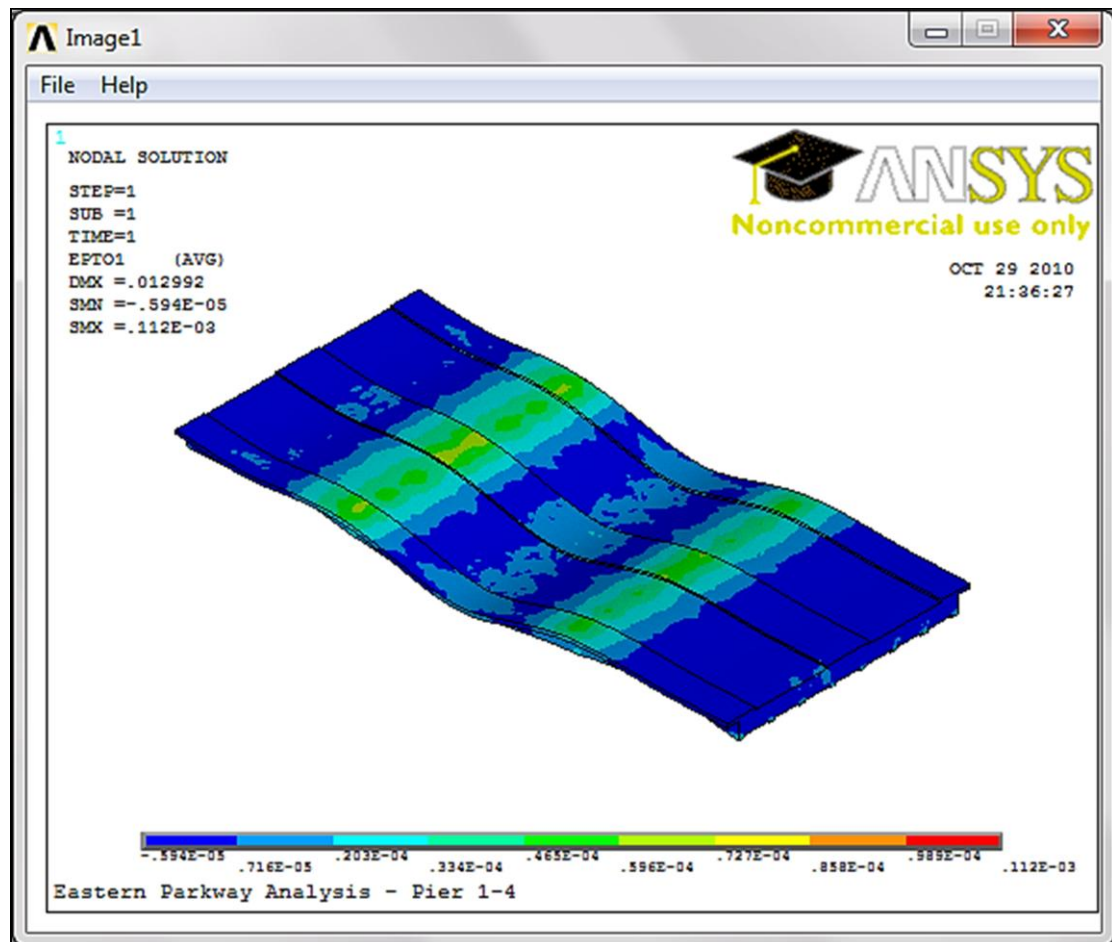 Image1
File Help
1
NODAL SOLUTION
STEP=1
SUB =1
TIME=1
EPTO1 (AVG)
DMX =.012992
SMN =-.594E-05
SMX =.112E-03
ANSYS
Noncommercial use only
OCT 29 2010
21:36:27
-.594E-05 .203E-04 .465E-04 .727E-04 .989E-04
.716E-05 .334E-04 .596E-04 .858E-04 .112E-03
Eastern Parkway Analysis - Pier 1-4